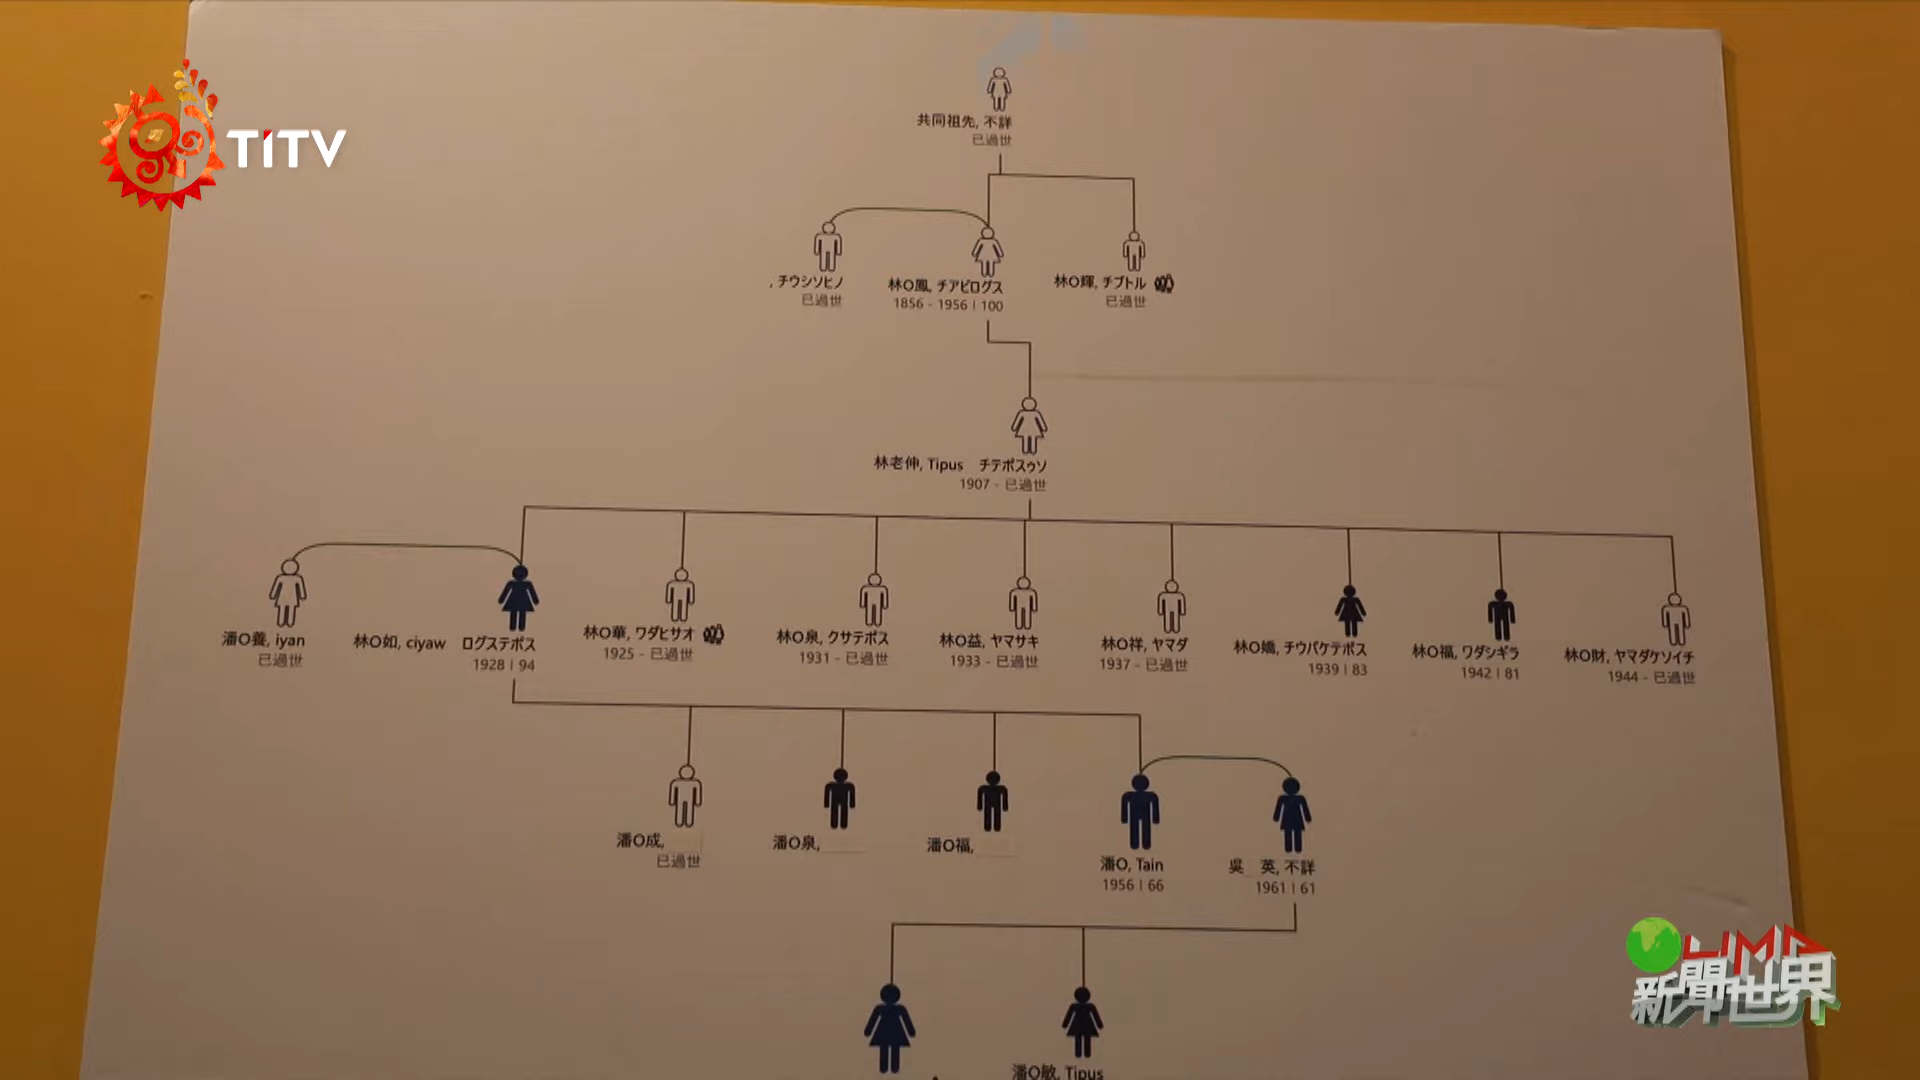 TiTV
共同祖先, 不詳
已過世
, チウシソヒノ
已過世
林O鳳, チアピログス
1856 - 1956 | 100
林O輝, チプトル
已過世
林老伸, Tipus チテポスゥソ
1907 - 已過世
潘O養, iyan
已過世
林O如, ciyaw ログステポス
1928 | 94
林O華, ワダヒサオ
1925 - 已過世
林O泉, クサテポス
1931 - 已過世
林O益, ヤマサキ
1933 - 已過世
林O祥, ヤマダ
1937 - 已過世
林O嬌, チウパケテポス
1939 | 83
林O福, ワダシギラ
1942 | 81
林O財, ヤマダケソイチ
1944 - 已過世
潘O成,
已過世
潘O泉,
潘O福,
潘O, Tain
1956 | 66
吳 英, 不詳
1961 | 61
潘O敏, Tipus
LIMA
新聞世界